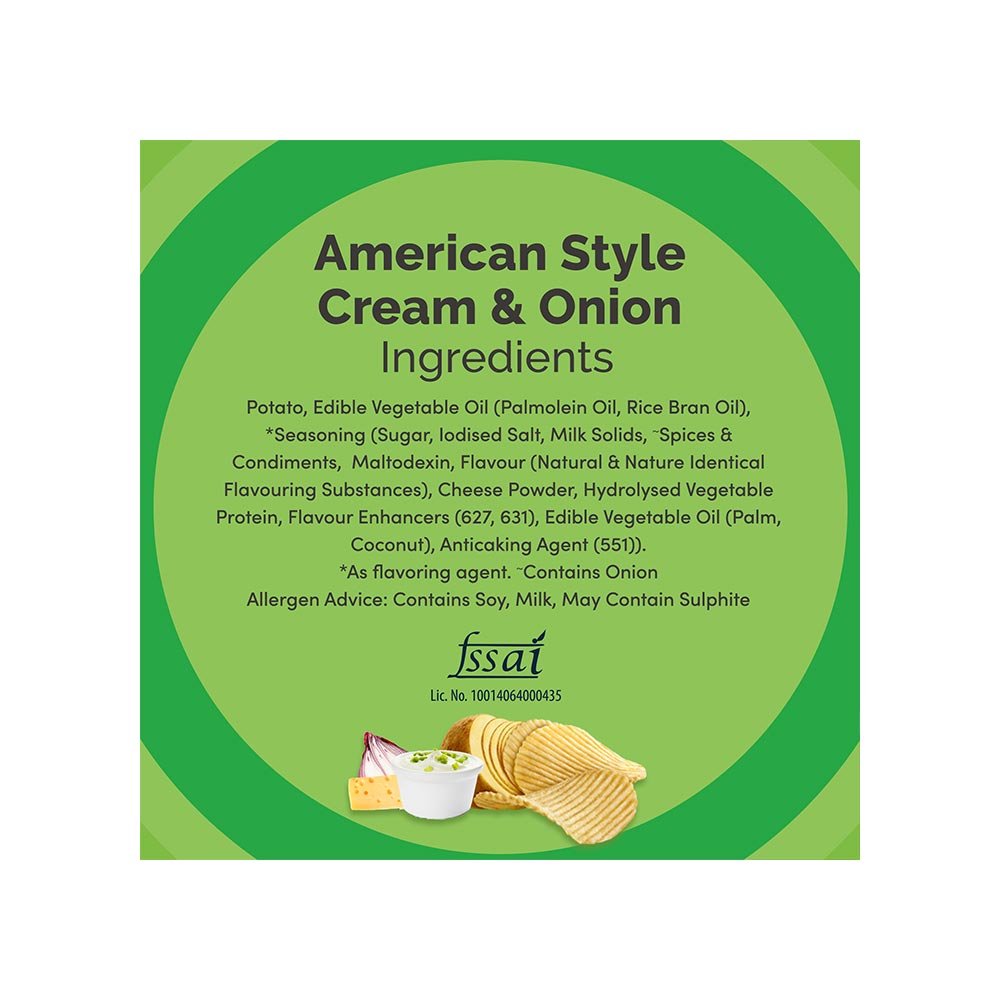 American Style
Cream & Onion
Ingredients
Potato, Edible Vegetable Oil (Palmolein Oil, Rice Bran Oil),
*Seasoning (Sugar, Iodised Salt, Milk Solids, ~Spices &
Condiments, Maltodexin, Flavour (Natural & Nature Identical
Flavouring Substances), Cheese Powder, Hydrolysed Vegetable
Protein, Flavour Enhancers (627, 631), Edible Vegetable Oil (Palm,
Coconut), Anticaking Agent (551)).
*As flavoring agent. ~Contains Onion
Allergen Advice: Contains Soy, Milk, May Contain Sulphite
fssai
Lic. No. 10014064000435